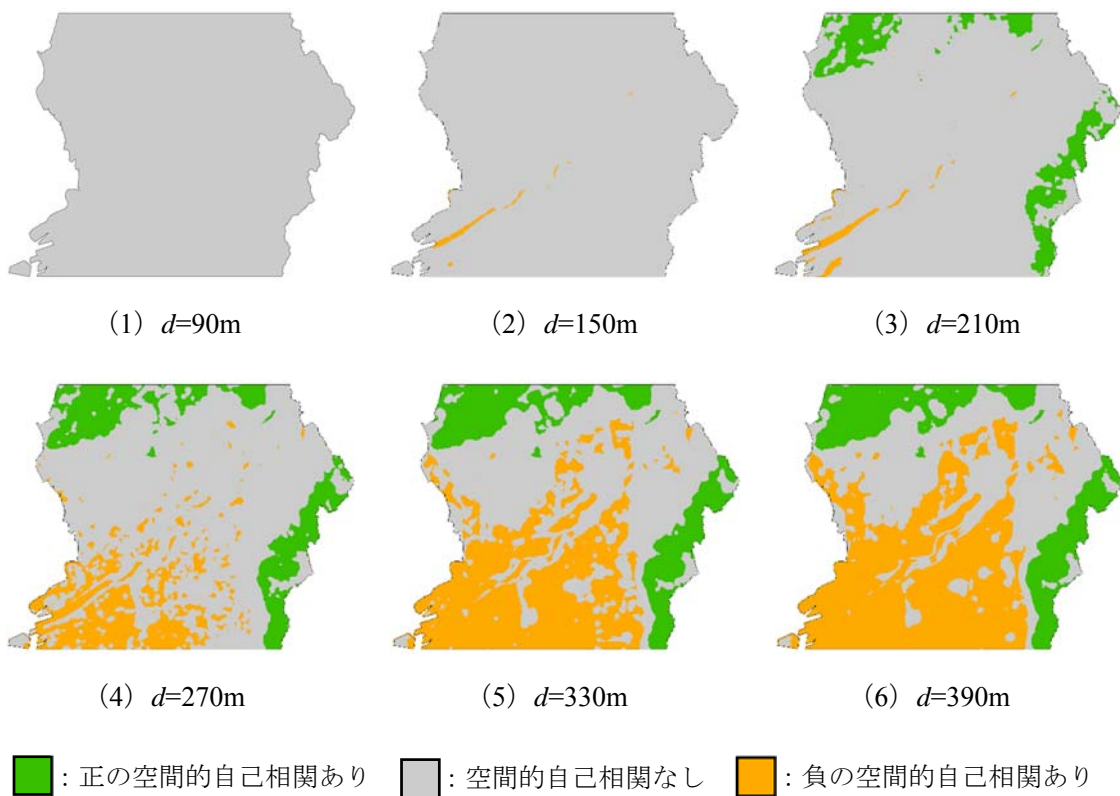 (1) d=90m
(2) d=150m
(3) d=210m
(4) d=270m
(5) d=330m
(6) d=390m
：正の空間的自己相関あり ：空間的自己相関なし ：負の空間的自己相関あり